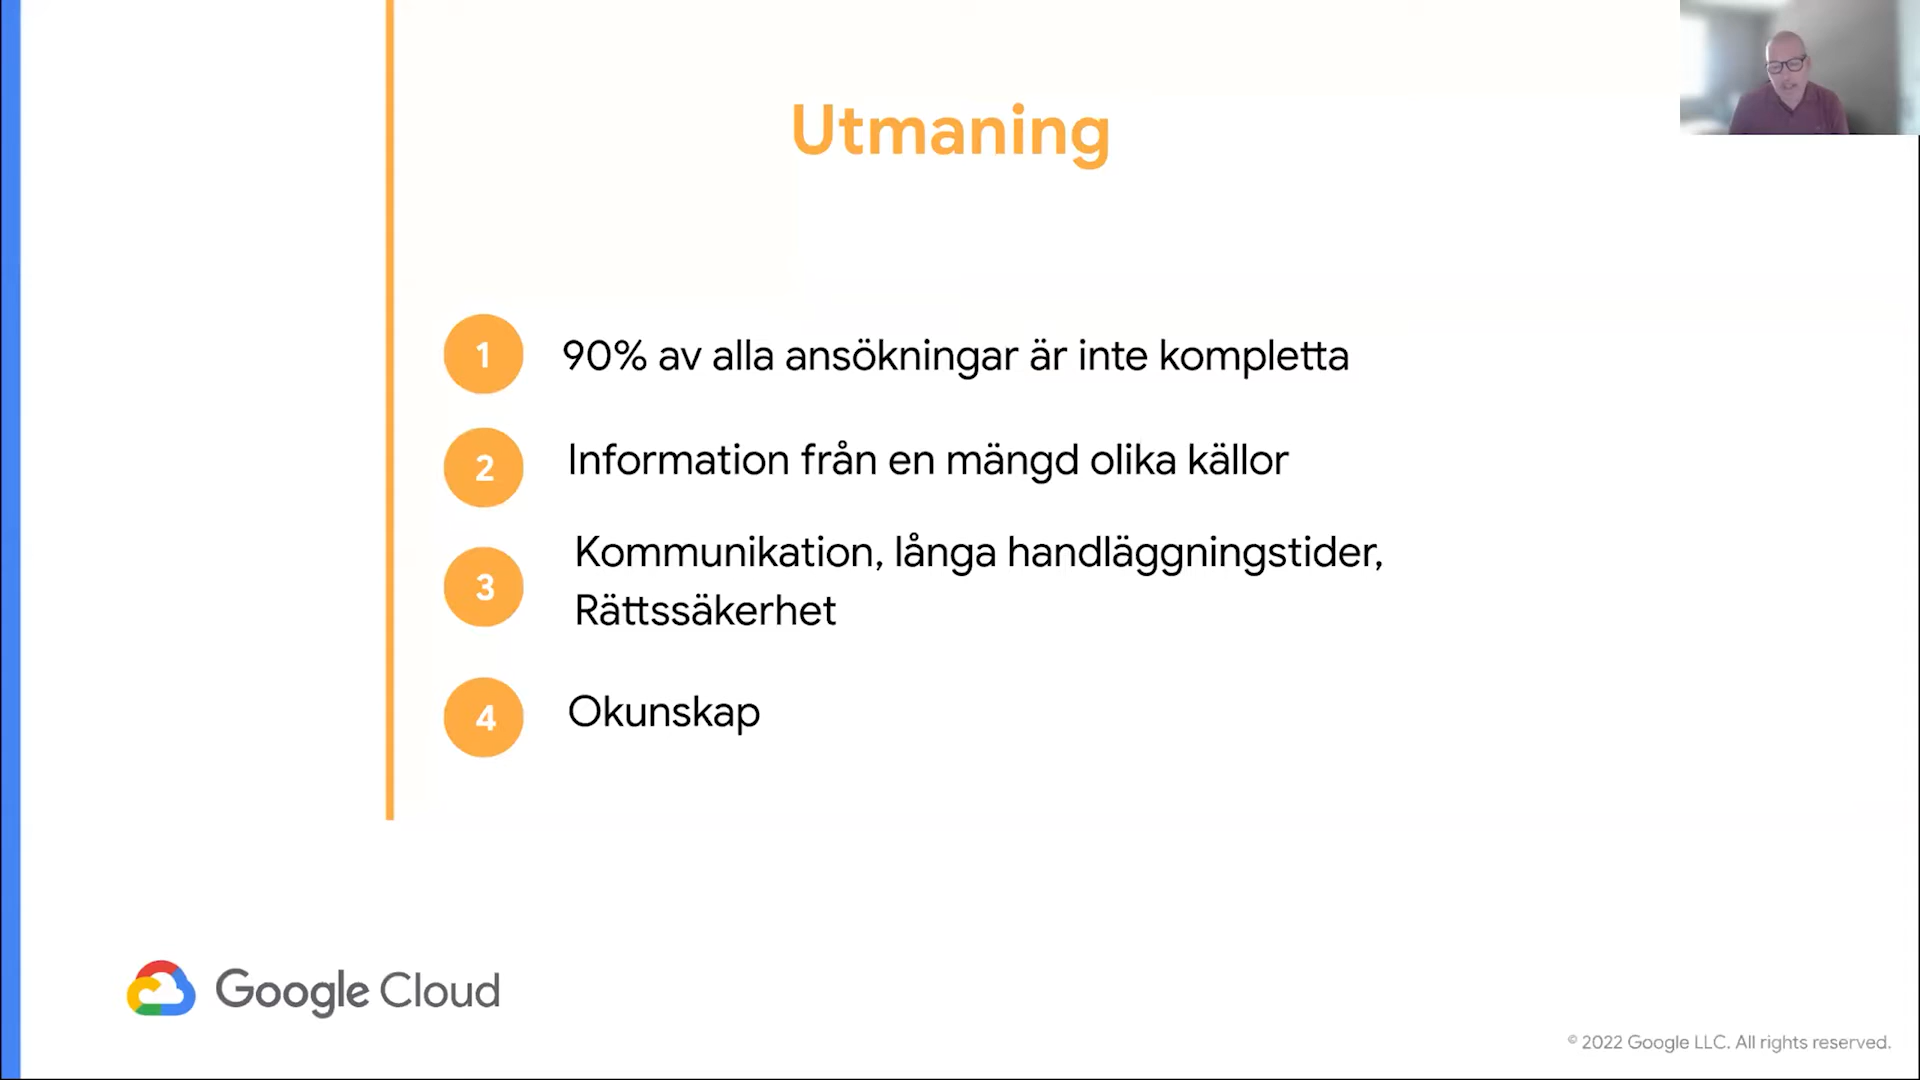 Utmaning
1
90% av alla ansökningar är inte kompletta
2
Information från en mängd olika källor
3
Kommunikation, långa handläggningstider,
Rättssäkerhet
4
Okunskap
Google Cloud
© 2022 Google LLC. All rights reserved.